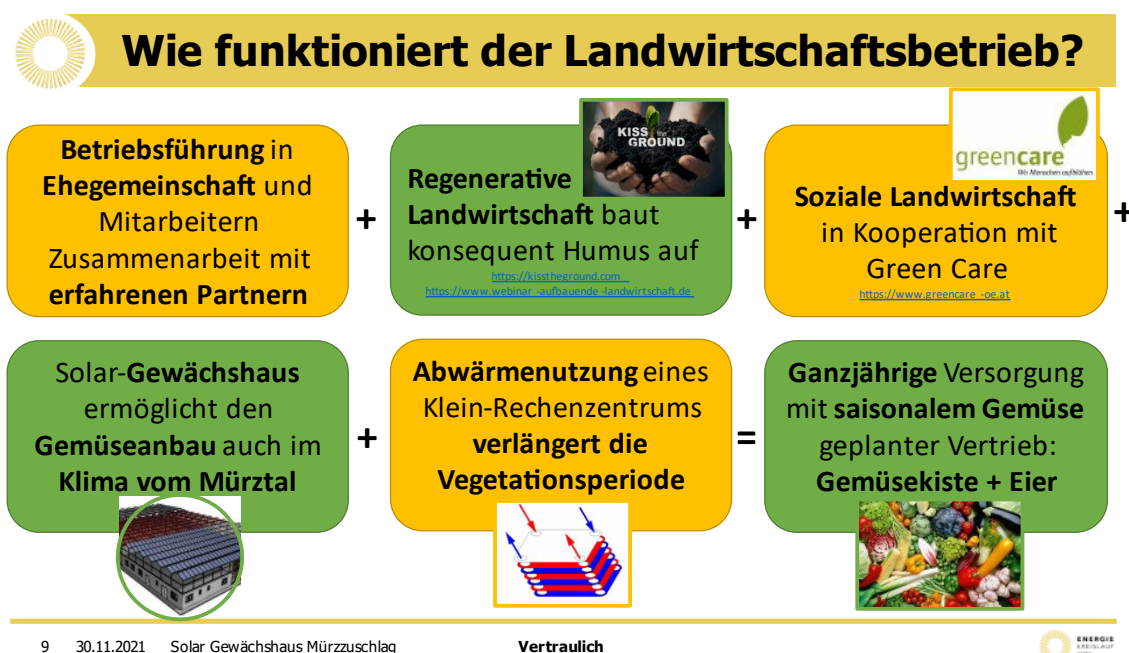 Wie funktioniert der Landwirtschaftsbetrieb?
Betriebsführung in
Ehegemeinschaft und
Mitarbeitern
Zusammenarbeit mit
erfahrenen Partnern
+
KISS the
GROUND
Regenerative
Landwirtschaft baut
konsequent Humus auf
https://kisstheground.com
https://www.webinar -aufbauende -landwirtschaft.de
+
greencare
Wo Menschen aufblühen
Soziale Landwirtschaft
in Kooperation mit
Green Care
https://www.greencare -oe.at
+
Solar-Gewächshaus
ermöglicht den
Gemüseanbau auch im
Klima vom Mürztal
+
Abwärmenutzung eines
Klein-Rechenzentrums
verlängert die
Vegetationsperiode
=
Ganzjährige Versorgung
mit saisonalem Gemüse
geplanter Vertrieb:
Gemüsekiste + Eier
9 30.11.2021 Solar Gewächshaus Mürzzuschlag Vertraulich
ENERGIE
KREISLAUF